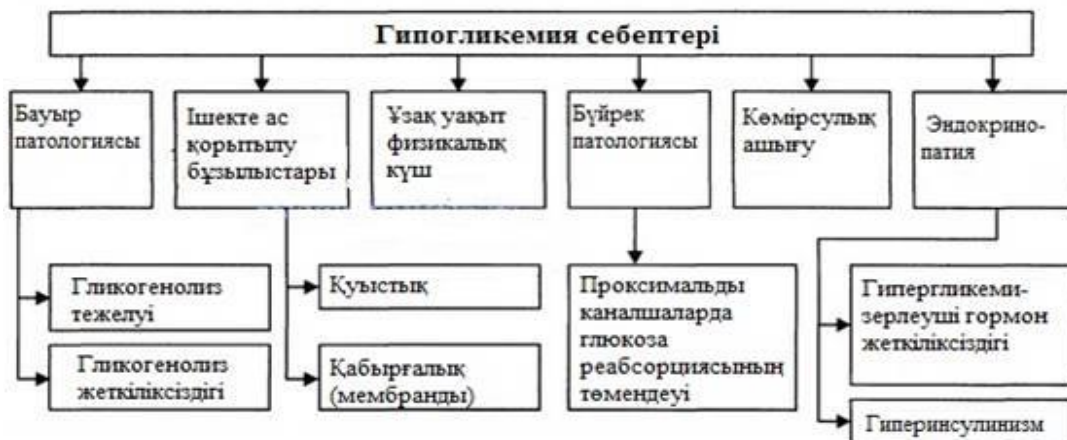 Гипогликемия себептері
Бауыр
патологиясы
Ішекте ас
қорытылу
бұзылыстары
Ұзақ уақыт
физикалық
күш
Бүйрек
патологиясы
Көмірсулық
ашығу
Эндокрино-
патия
Гликогенолиз
тежелуі
Гликогенолиз
жеткіліксіздігі
Қуыстық
Қабырғалық
(мембранды)
Проксимальды
каналшаларда
глюкоза
реабсорциясының
төмендеуі
Гипергликеми-
зерлеуші гормон
жеткіліксіздігі
Гиперинсулинизм